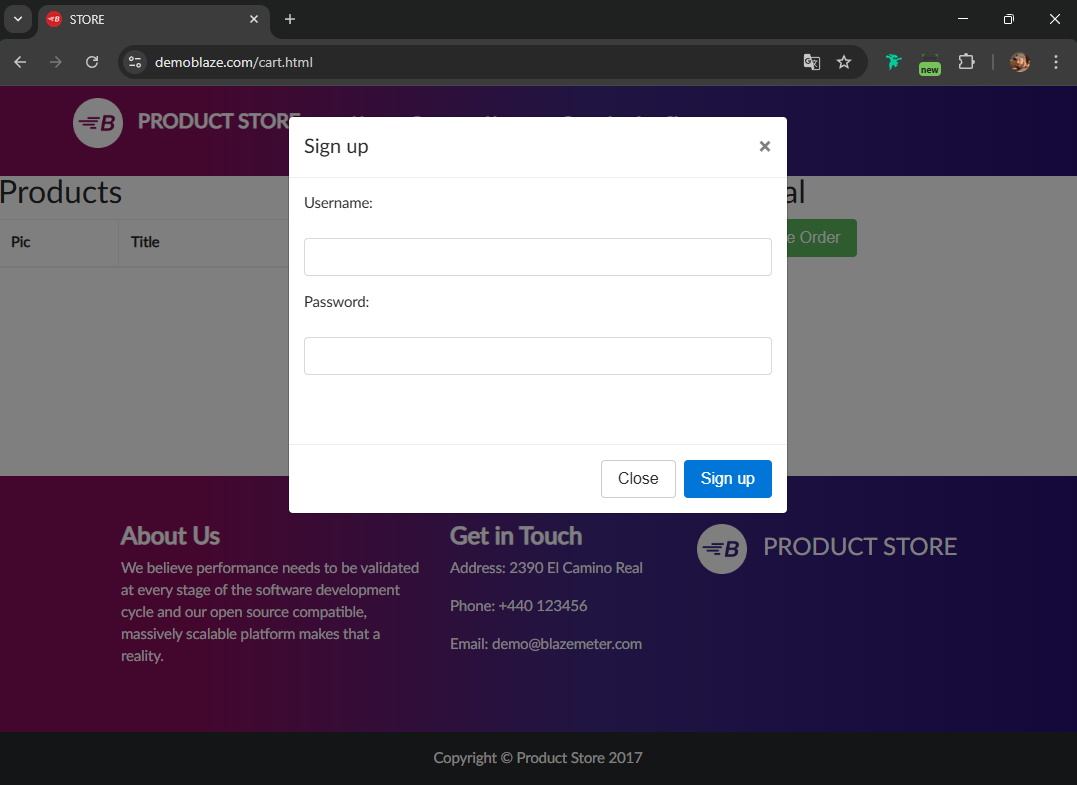 STORE
demoblaze.com/cart.html
new
B PRODUCT STORE
Sign up
×
Products
Pic
Title
Username:
Password:
al
e Order
Close
Sign up
About Us
We believe performance needs to be validated
at every stage of the software development
cycle and our open source compatible,
massively scalable platform makes that a
reality.
Get in Touch
Address: 2390 El Camino Real
Phone: +440 123456
Email: demo@blazemeter.com
B PRODUCT STORE
Copyright © Product Store 2017